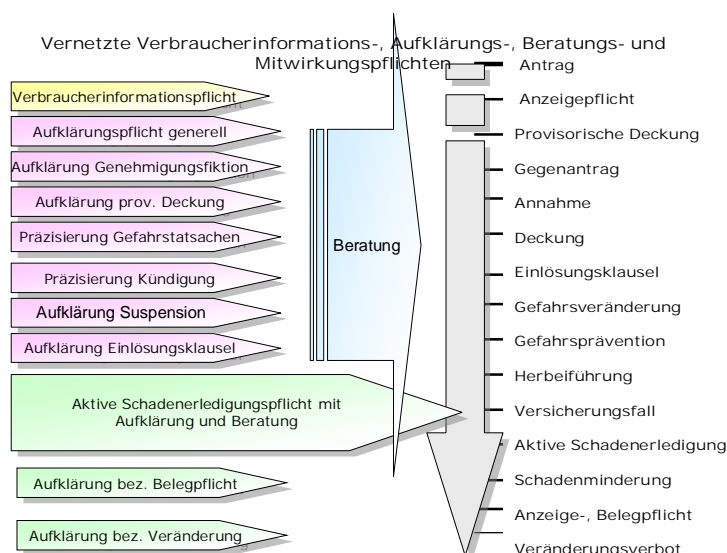 Vernetzte Verbraucherinformations-, Aufklärungs-, Beratungs- und
Mitwirkungspflichten
Verbraucherinformationspflicht
Aufklärungspflicht generell
Aufklärung Genehmigungsfiktion
Aufklärung prov. Deckung
Präzisierung Gefahrstatsachen
Präzisierung Kündigung
Aufklärung Suspension
Aufklärung Einlösungsklausel
Aktive Schadenerledigungspflicht mit
Aufklärung und Beratung
Aufklärung bez. Belegpflicht
Aufklärung bez. Veränderung
Beratung
Antrag
Anzeigepflicht
Provisorische Deckung
Gegenantrag
Annahme
Deckung
Einlösungsklausel
Gefahrsveränderung
Gefahrsprävention
Herbeiführung
Versicherungsfall
Aktive Schadenerledigung
Schadenminderung
Anzeige-, Belegpflicht
Veränderungsverbot